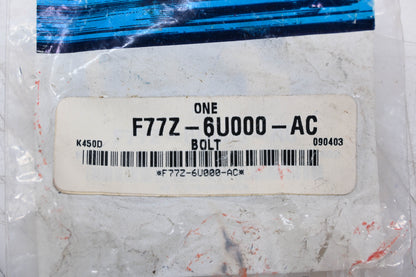 ONE
F77Z-6U000-AC
K450D BOLT 090403
*F77Z-6U000-AC*